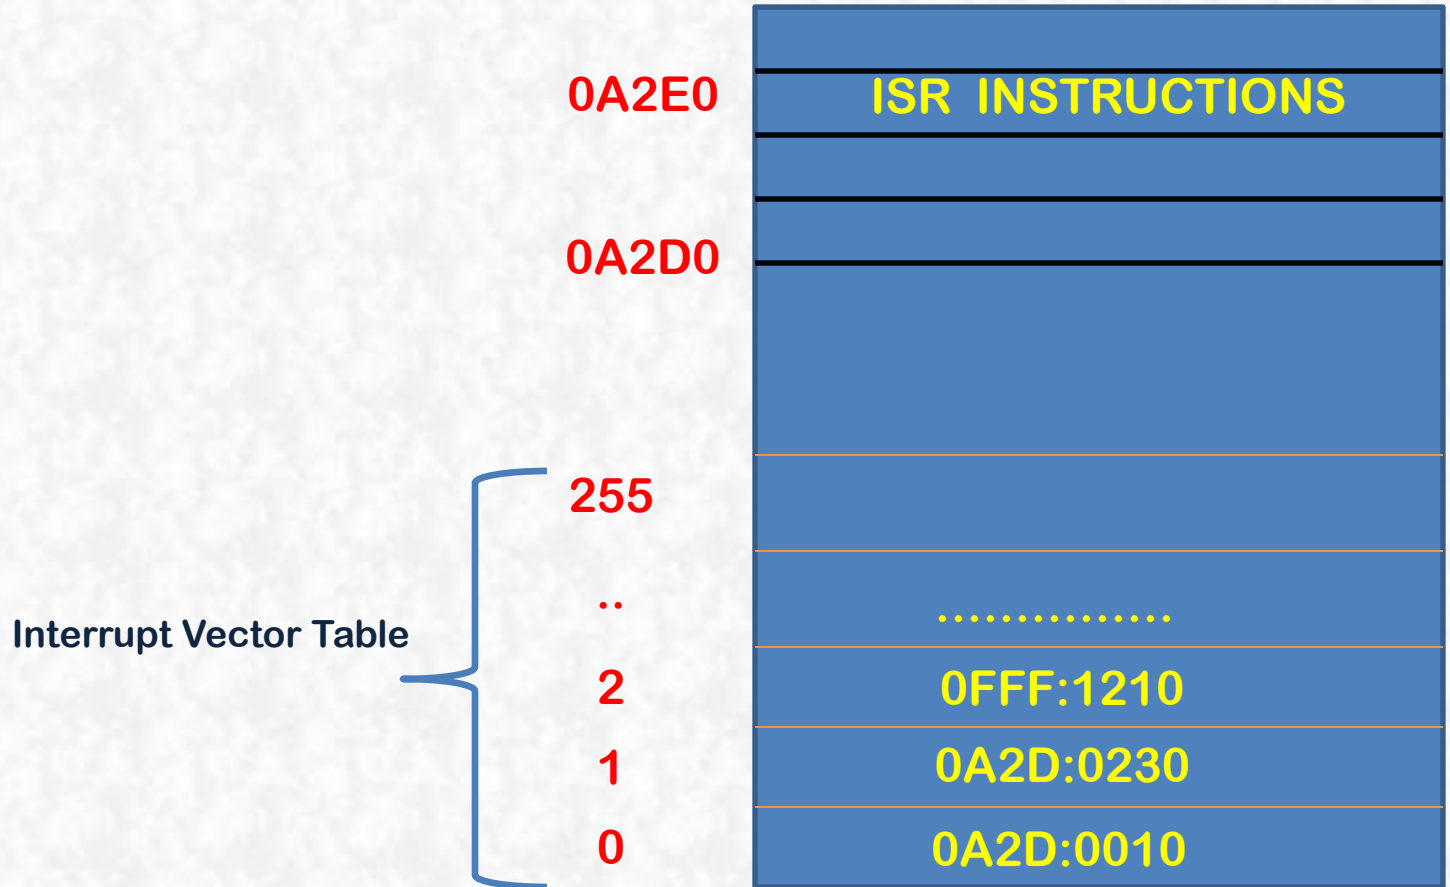 0A2E0 ISR INSTRUCTIONS
0A2D0
255
.. ...............
Interrupt Vector Table
2 0FFF:1210
1 0A2D:0230
0 0A2D:0010